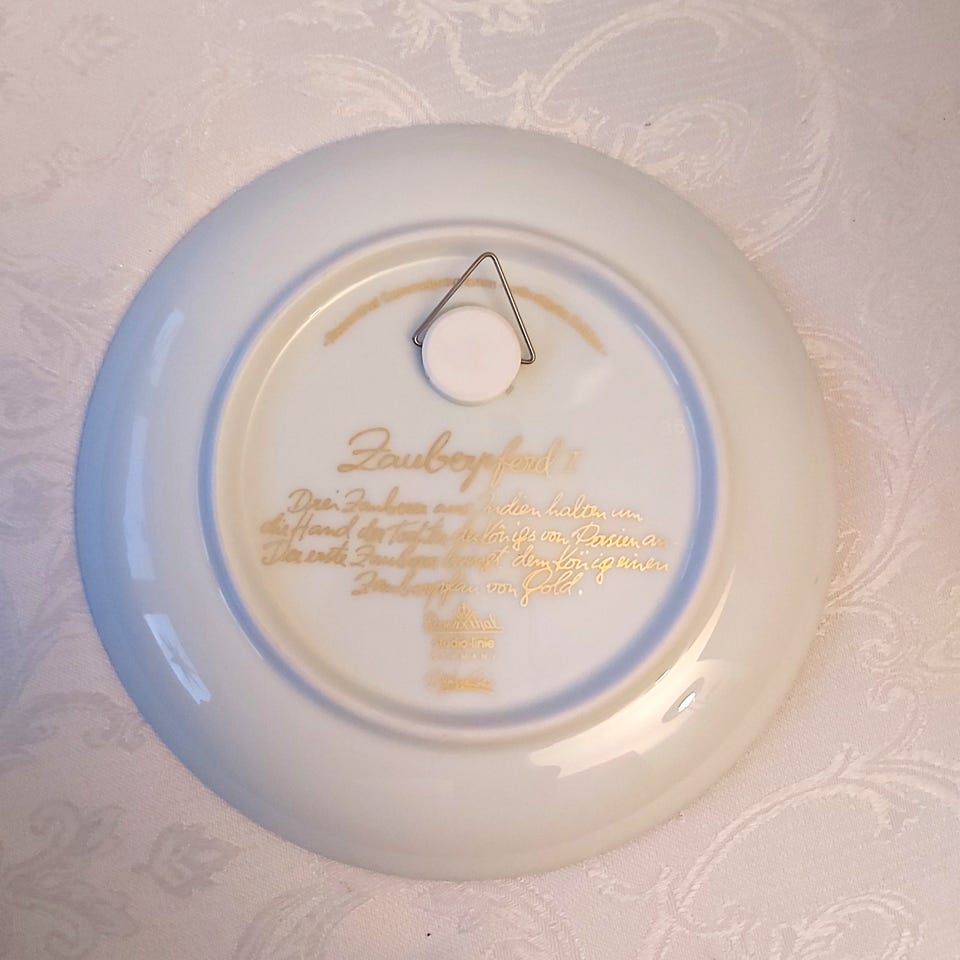 Zauberpferd I
Drei Zauberer aus Indien halten um
die Hand der Tochter des Königs von Persien an.
Der erste Zauberer bringt dem König einen
Zauberpfau von Gold.
Rosenthal
studio-linie
GERMANY